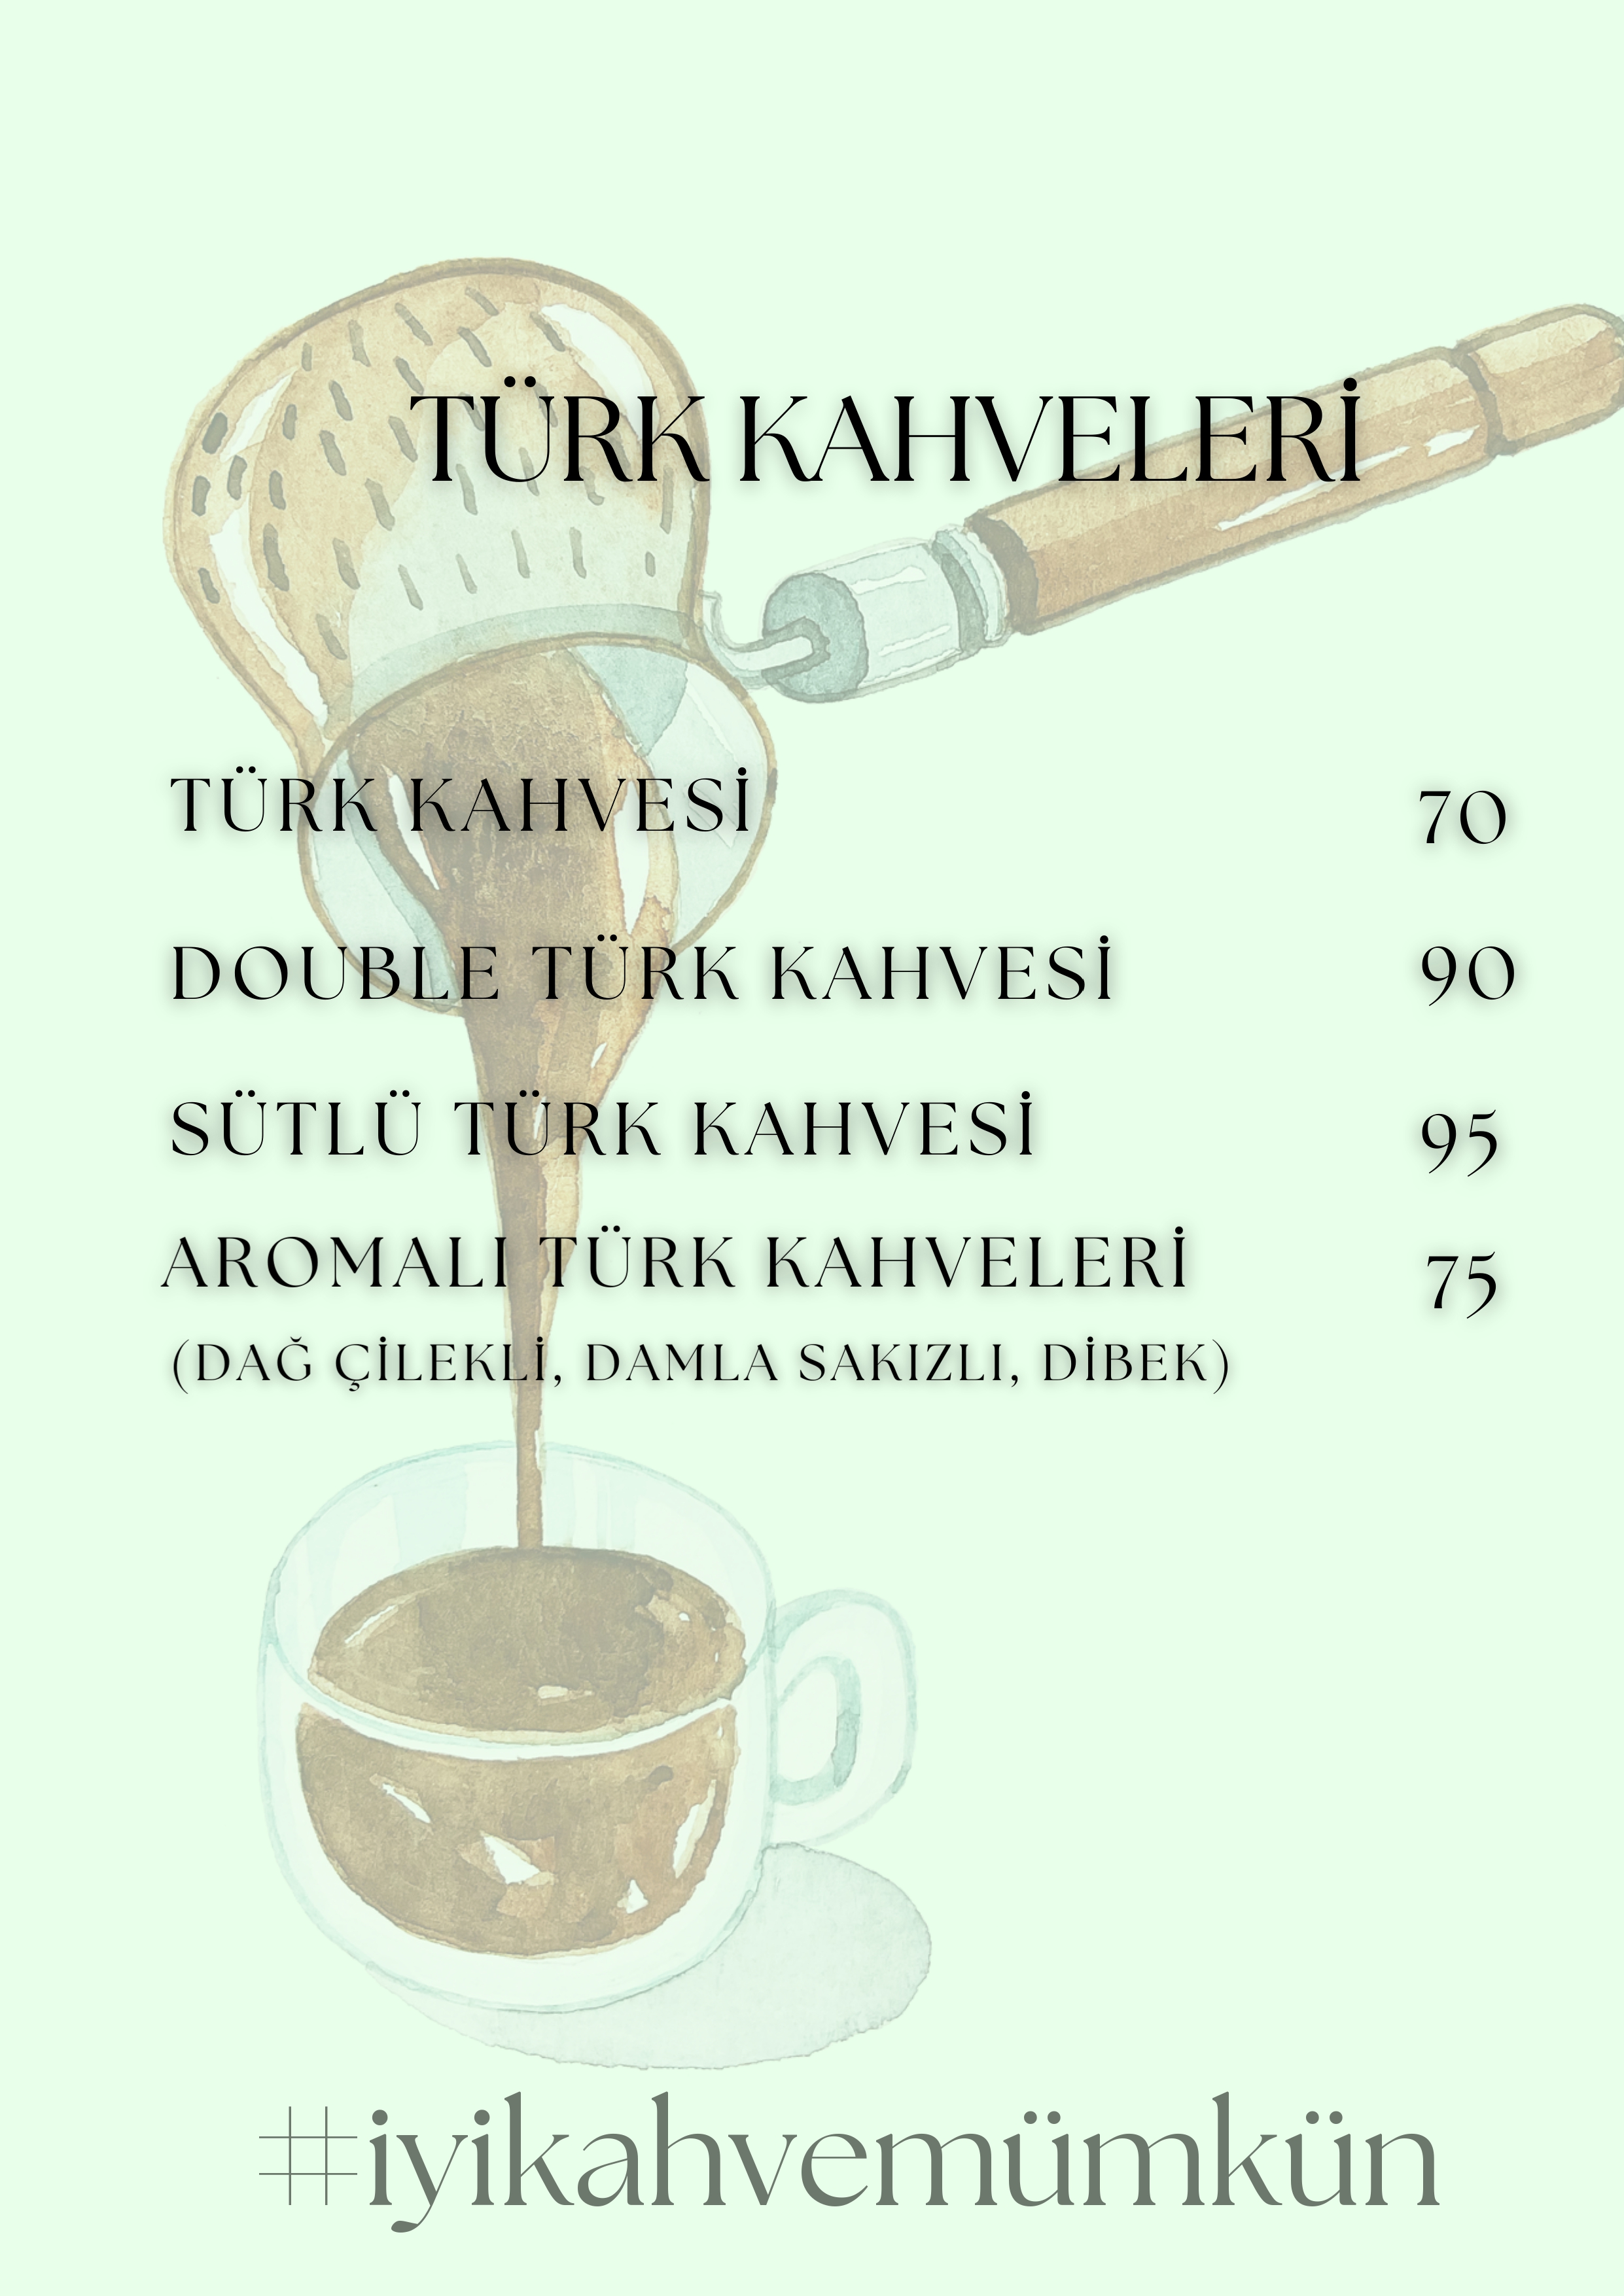 TÜRK KAHVELERİ
TÜRK KAHVESİ 70
DOUBLE TÜRK KAHVESİ 90
SÜTLÜ TÜRK KAHVESİ 95
AROMALI TÜRK KAHVELERİ 75
(DAĞ ÇİLEKLİ, DAMLA SAKIZLI, DİBEK)
#iyikahvemümkün